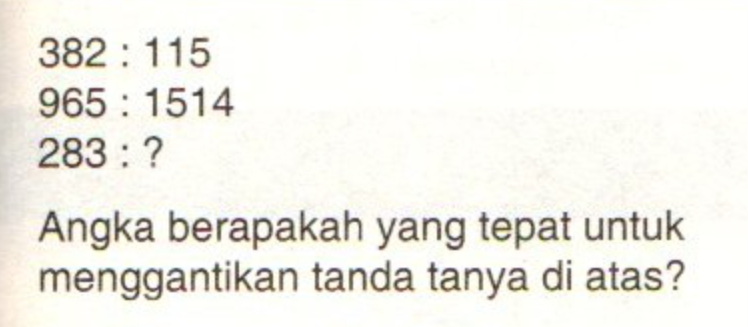 382 : 115
965 : 1514
283 : ?
Angka berapakah yang tepat untuk
menggantikan tanda tanya di atas?